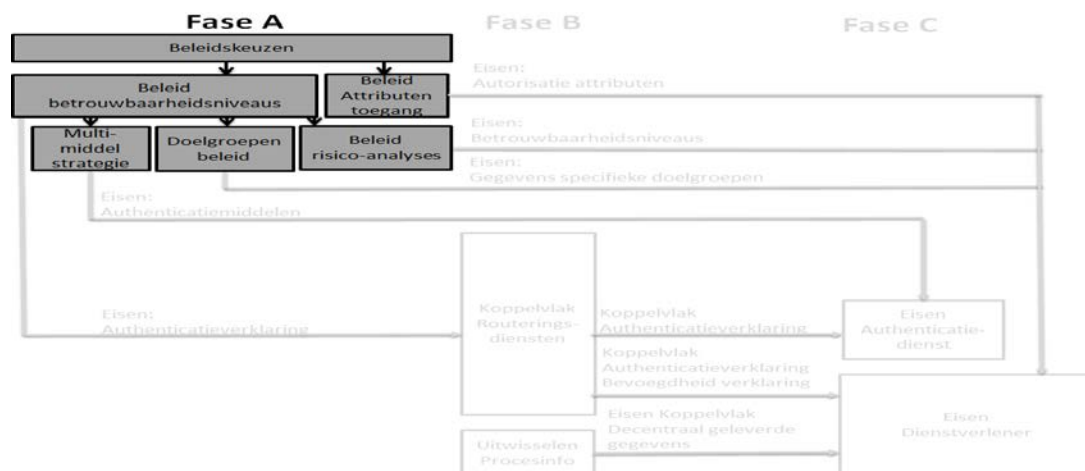 Fase A
Fase B
Fase C
Beleidskeuzen
Beleid
betrouwbaarheidsniveaus
Beleid
Attributen
toegang
Eisen:
Autorisatie attributen
Multi-
middel
strategie
Doelgroepen
beleid
Beleid
risico-analyses
Eisen:
Betrouwbaarheidsniveaus
Eisen:
Gegevens specifieke doelgroepen
Eisen:
Authenticatiemiddelen
Eisen:
Authenticatieverklaring
Koppelvlak
Routerings-
diensten
Koppelvlak
Authenticatieverklaring
Eisen
Authenticatie-
dienst
Koppelvlak
Authenticatieverklaring
Bevoegdheid verklaring
Eisen Koppelvlak
Decentraal geleverde
gegevens
Eisen
Dienstverlener
Uitwisselen
Procesinfo